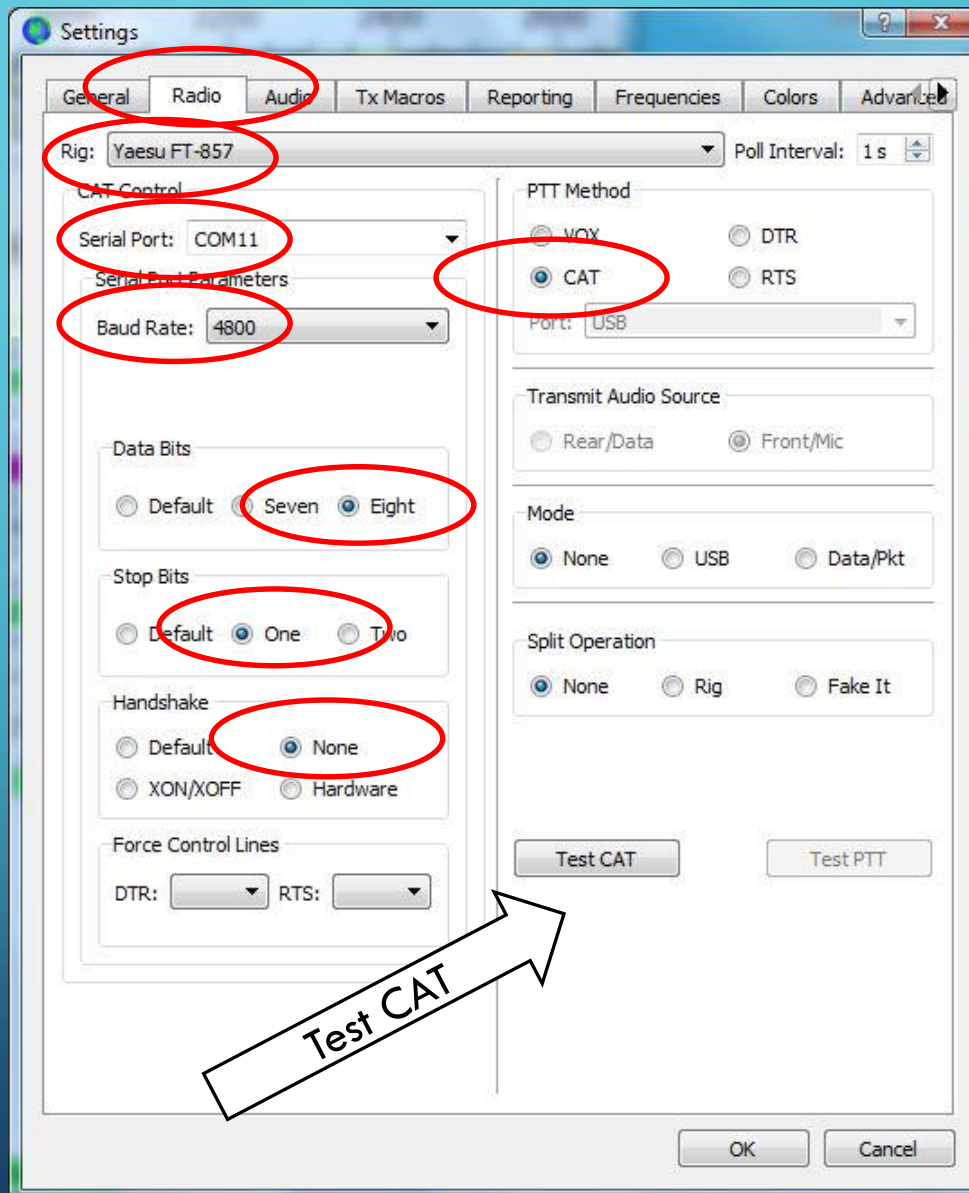 Settings
General Radio Audio Tx Macros Reporting Frequencies Colors Advanced
Rig: Yaesu FT-857 Poll Interval: 1 s
CAT Control
Serial Port: COM11
Serial Port Parameters
Baud Rate: 4800
Data Bits
Default Seven Eight
Stop Bits
Default One Two
Handshake
Default None
XON/XOFF Hardware
Force Control Lines
DTR: RTS:
PTT Method
VOX DTR
CAT RTS
Port: USB
Transmit Audio Source
Rear/Data Front/Mic
Mode
None USB Data/Pkt
Split Operation
None Rig Fake It
Test CAT Test PTT
Test CAT
OK Cancel